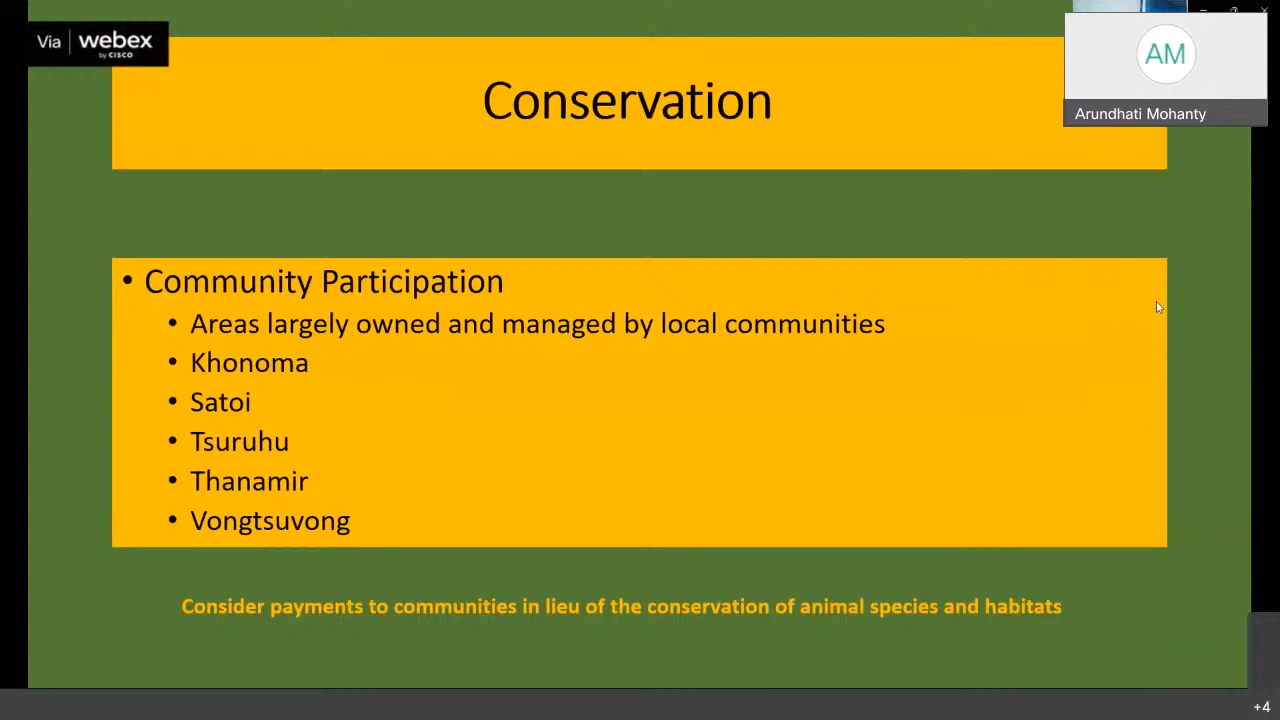 Via webex
by CISCO
AM
Arundhati Mohanty
Conservation
• Community Participation
• Areas largely owned and managed by local communities
• Khonoma
• Satoi
• Tsuruhu
• Thanamir
• Vongtsuvong
Consider payments to communities in lieu of the conservation of animal species and habitats
+4